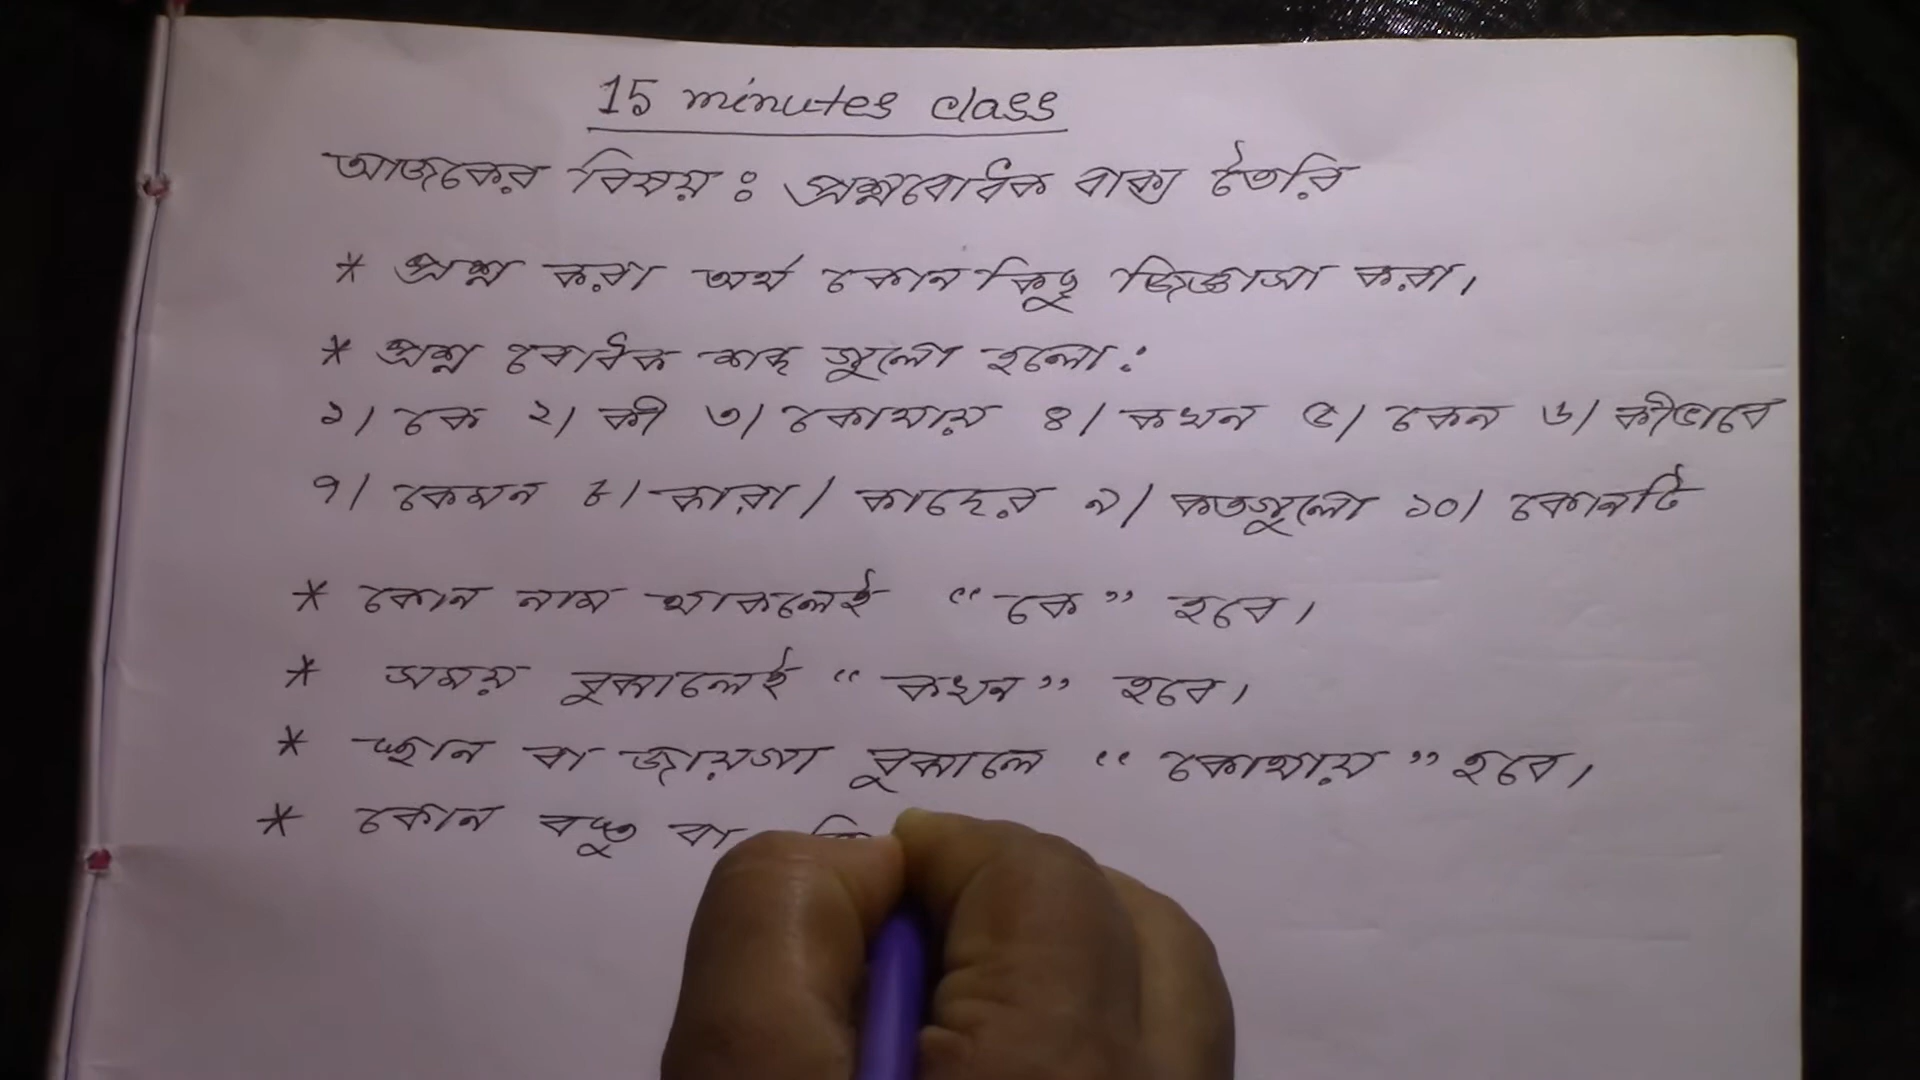 15 minutes class
আজকের বিষয় : প্রশ্নবোধক বাক্য তৈরি
* প্রশ্ন করা অর্থ কোন কিছু জিজ্ঞাসা করা।
* প্রশ্ন বোধক শব্দ গুলো হলো :
১/ কে ২/ কী ৩/ কোথায় ৪/ কখন ৫/ কেন ৬/ কীভাবে
৭/ কেমন ৮/ কারা/ কাদের ৯/ কতগুলো ১০/ কোনটি
* কোন নাম থাকলেই “কে” হবে।
* সময় বুঝালেই “কখন” হবে।
* স্থান বা জায়গা বুঝালে “কোথায়” হবে।
* কোন বস্তু বা